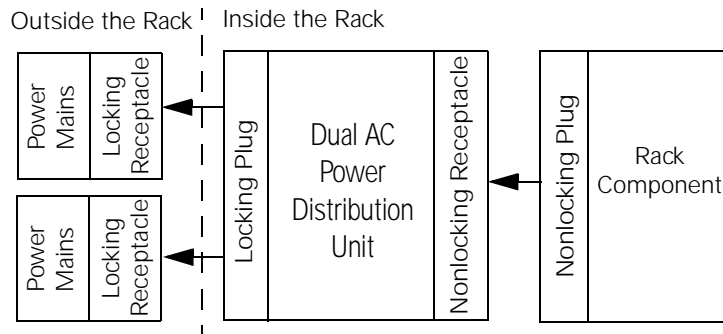 Outside the Rack
Inside the Rack
Power
Mains
Locking
Receptacle
Power
Mains
Locking
Receptacle
Locking Plug
Dual AC
Power
Distribution
Unit
Nonlocking Receptacle
Nonlocking Plug
Rack
Component